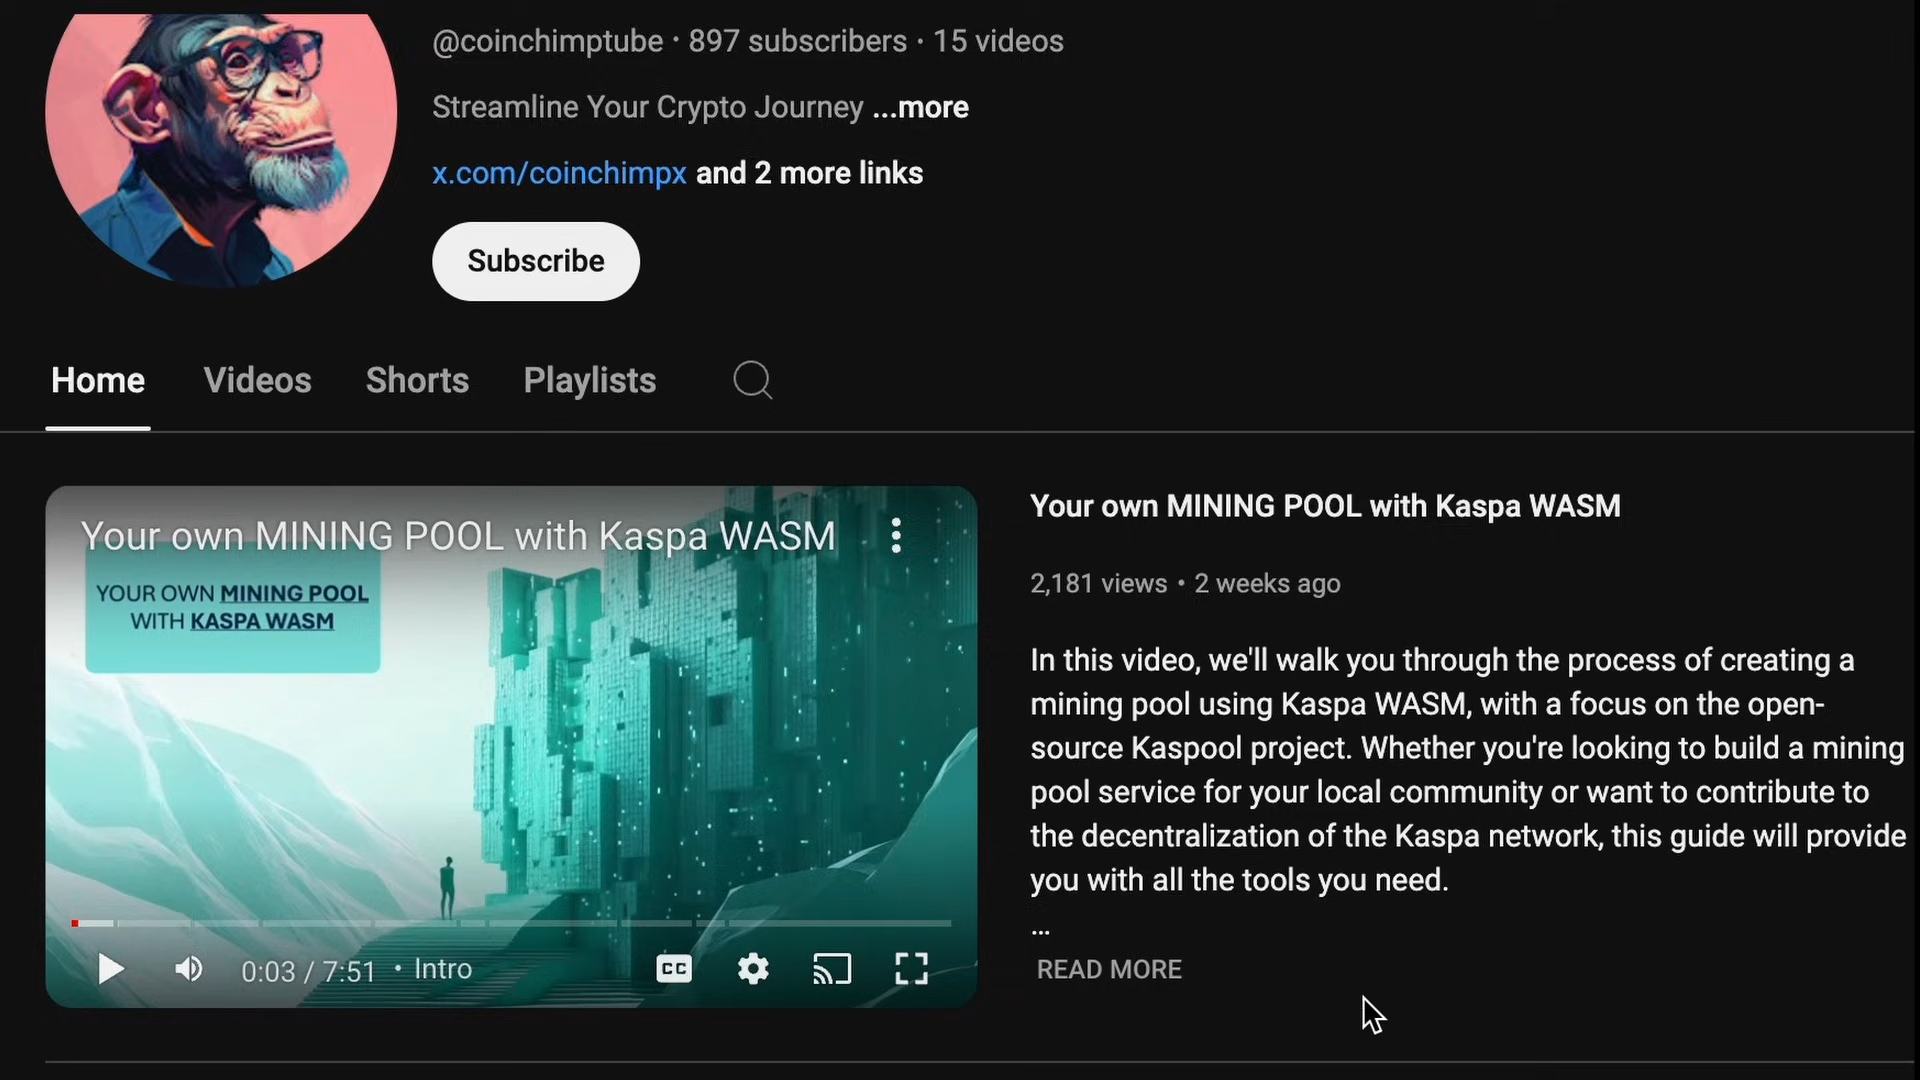 @coinchimptube · 897 subscribers · 15 videos
Streamline Your Crypto Journey ...more
x.com/coinchimpx and 2 more links
Subscribe
Home Videos Shorts Playlists
Your own MINING POOL with Kaspa WASM
YOUR OWN MINING POOL
WITH KASPA WASM
0:03 / 7:51 · Intro
CC
Your own MINING POOL with Kaspa WASM
2,181 views · 2 weeks ago
In this video, we'll walk you through the process of creating a
mining pool using Kaspa WASM, with a focus on the open-
source Kaspool project. Whether you're looking to build a mining
pool service for your local community or want to contribute to
the decentralization of the Kaspa network, this guide will provide
you with all the tools you need.
...
READ MORE